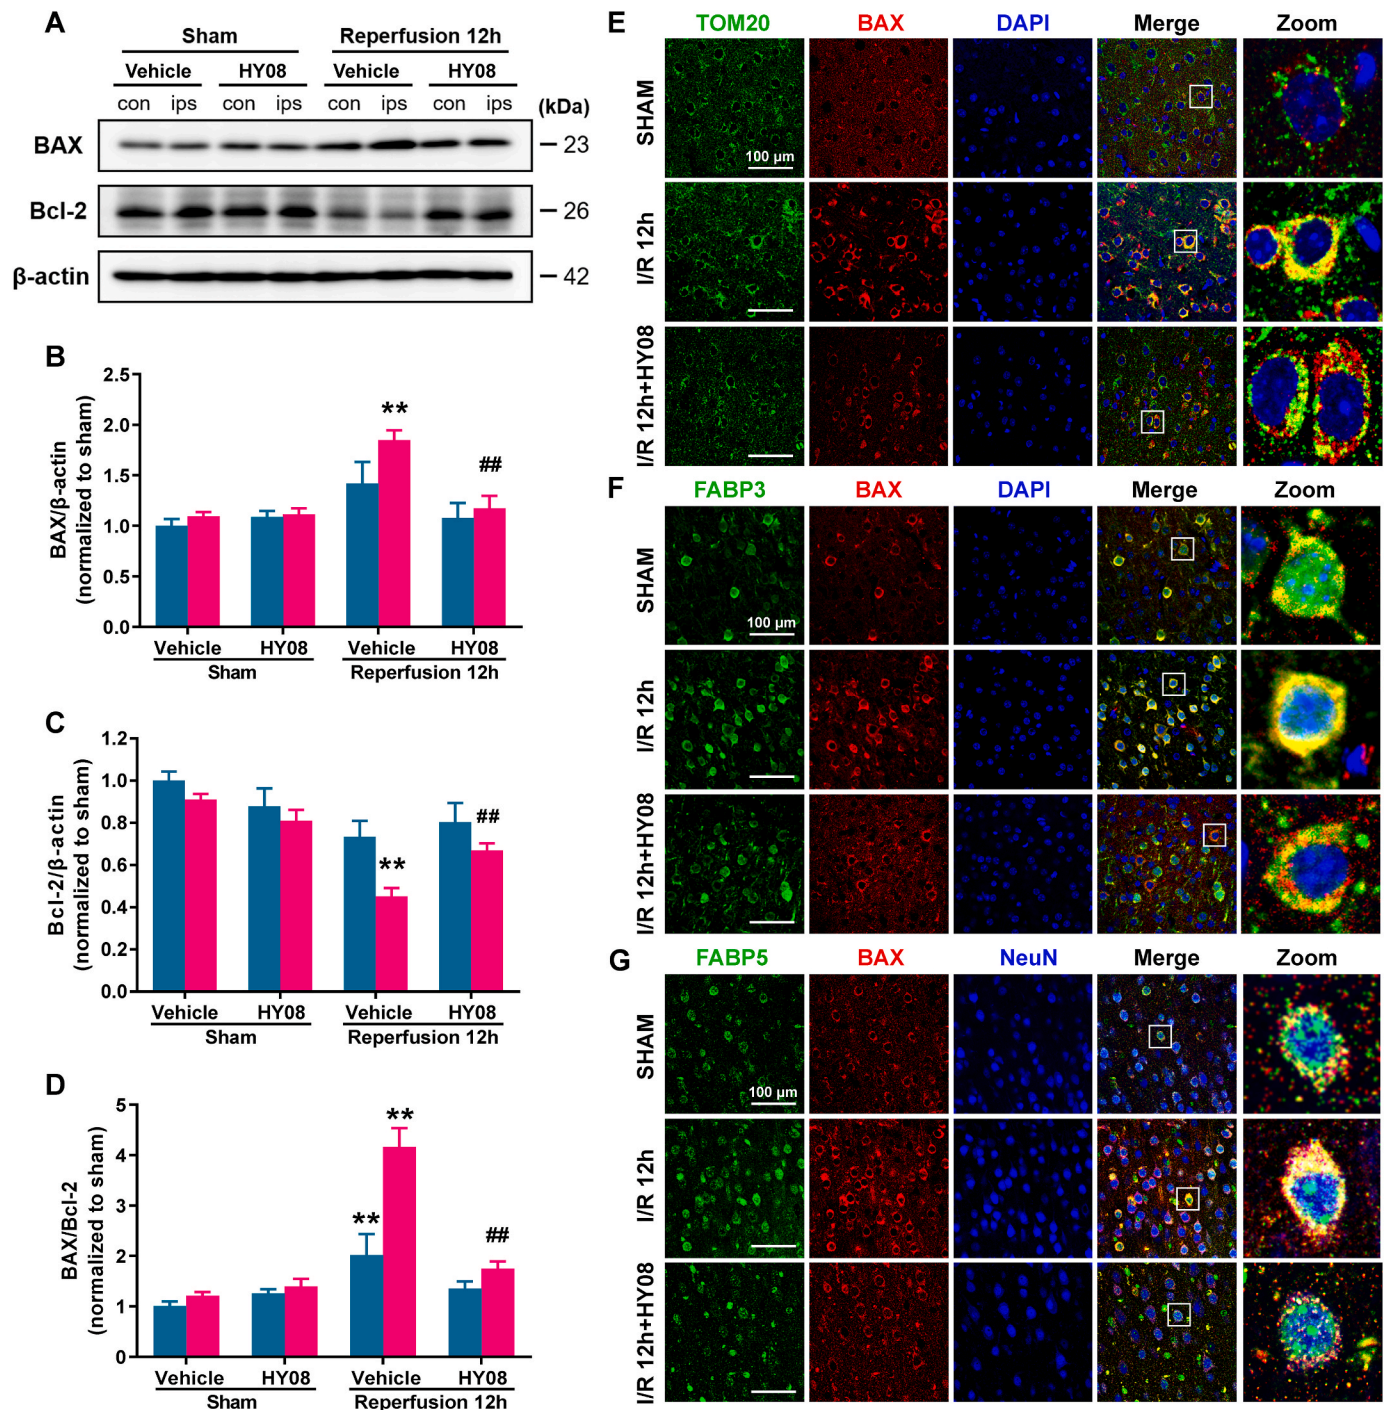 A
Sham Reperfusion 12h
Vehicle HY08 Vehicle HY08
con ips con ips con ips con ips (kDa)
BAX 23
Bcl-2 26
β-actin 42
B
BAX/β-actin
(normalized to sham)
2.5
2.0
1.5
1.0
0.5
0.0
**
##
Vehicle HY08 Vehicle HY08
Sham Reperfusion 12h
C
Bcl-2/β-actin
(normalized to sham)
1.2
1.0
0.8
0.6
0.4
0.2
0.0
**
##
Vehicle HY08 Vehicle HY08
Sham Reperfusion 12h
D
BAX/Bcl-2
(normalized to sham)
5
4
3
2
1
0
**
**
##
Vehicle HY08 Vehicle HY08
Sham Reperfusion 12h
E
TOM20 BAX DAPI Merge Zoom
SHAM
100 μm
I/R 12h
I/R 12h+HY08
F
FABP3 BAX DAPI Merge Zoom
SHAM
100 μm
I/R 12h
I/R 12h+HY08
G
FABP5 BAX NeuN Merge Zoom
SHAM
100 μm
I/R 12h
I/R 12h+HY08